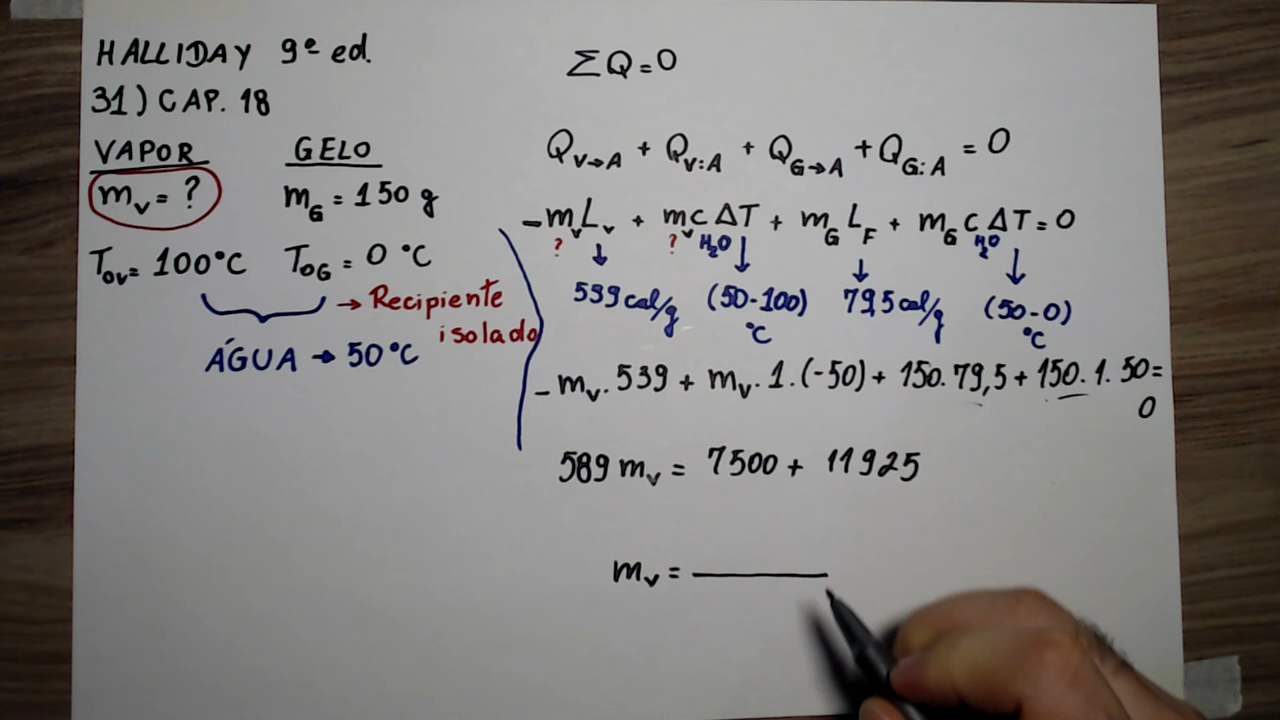 HALLIDAY 9ª ed.
31) CAP. 18
VAPOR GELO
m_v = ? m_G = 150 g
T_ov = 100°C T_OG = 0 °C
→ Recipiente isolado
ÁGUA → 50°C
ΣQ = 0
Q_V→A + Q_V:A + Q_G→A + Q_G:A = 0
-m_v L_v + m_v c_H₂O ΔT + m_G L_F + m_G c_H₂O ΔT = 0
? ↓ ? ↓ ↓ ↓
539 cal/g (50-100) °C 79,5 cal/g (50-0) °C
-m_v . 539 + m_v . 1 . (-50) + 150 . 79,5 + 150 . 1 . 50 =
0
589 m_v = 7500 + 11925
m_v =